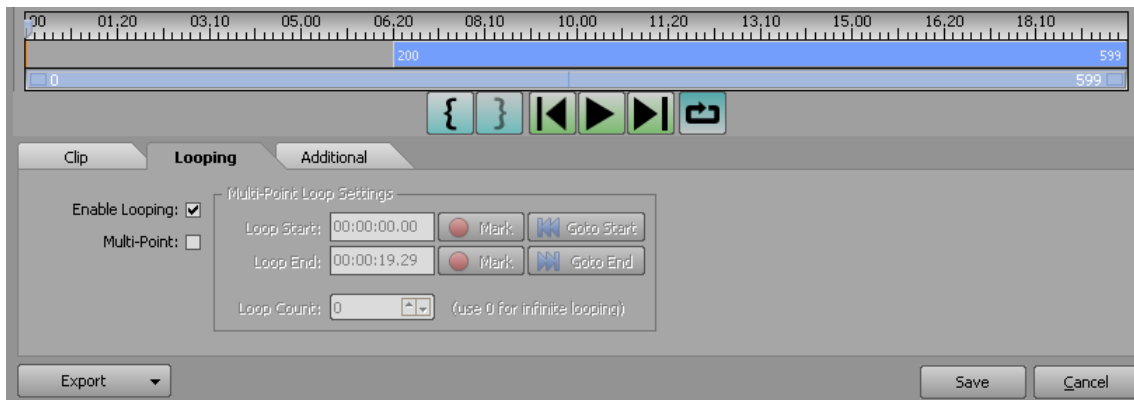 00 01,20 03,10 05,00 06,20 08,10 10,00 11,20 13,10 15,00 16,20 18,10
200 599
0 599
{ }
Clip Looping Additional
Multi-Point Loop Settings
Enable Looping:
Loop Start: 00:00:00.00 Mark Goto Start
Multi-Point:
Loop End: 00:00:19.29 Mark Goto End
Loop Count: 0 (use 0 for infinite looping)
Export Save Cancel